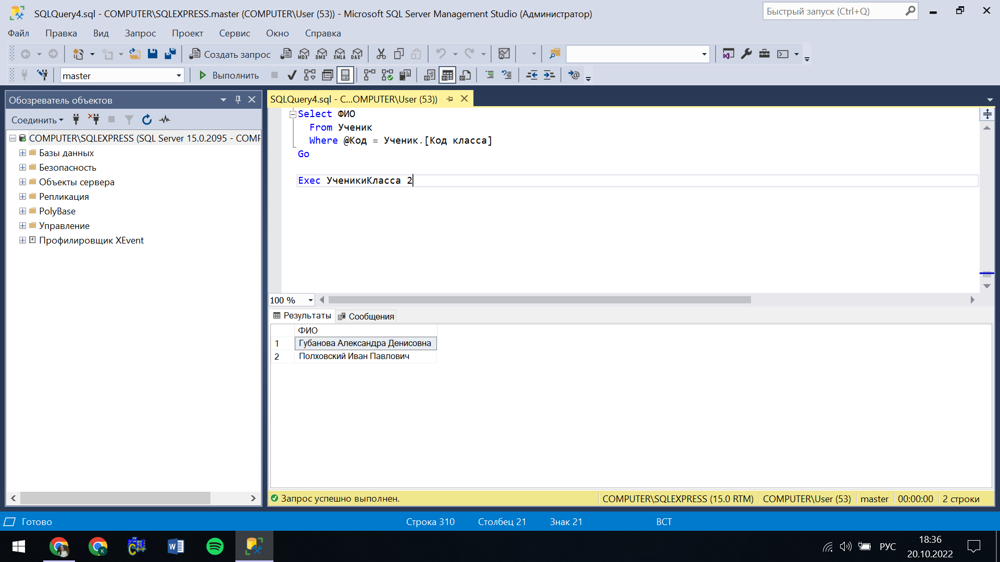 SQLQuery4.sql - COMPUTER\SQLEXPRESS.master (COMPUTER\User (53)) - Microsoft SQL Server Management Studio (Администратор)
Быстрый запуск (Ctrl+Q)
Файл Правка Вид Запрос Проект Сервис Окно Справка
Создать запрос MDX DMX XMLA DAX
master Выполнить
Обозреватель объектов
SQLQuery4.sql - C...OMPUTER\User (53))
Соединить
COMPUTER\SQLEXPRESS (SQL Server 15.0.2095 - COMP
Базы данных
Безопасность
Объекты сервера
Репликация
PolyBase
Управление
Профилировщик XEvent
Select ФИО
From Ученик
Where @Код = Ученик.[Код класса]
Go
Exec УченикиКласса 2
100 %
Результаты Сообщения
ФИО
1 Губанова Александра Денисовна
2 Полховский Иван Павлович
Запрос успешно выполнен. COMPUTER\SQLEXPRESS (15.0 RTM) COMPUTER\User (53) master 00:00:00 2 строки
Готово Строка 310 Столбец 21 Знак 21 ВСТ
K C++ W РУС 18:36
20.10.2022